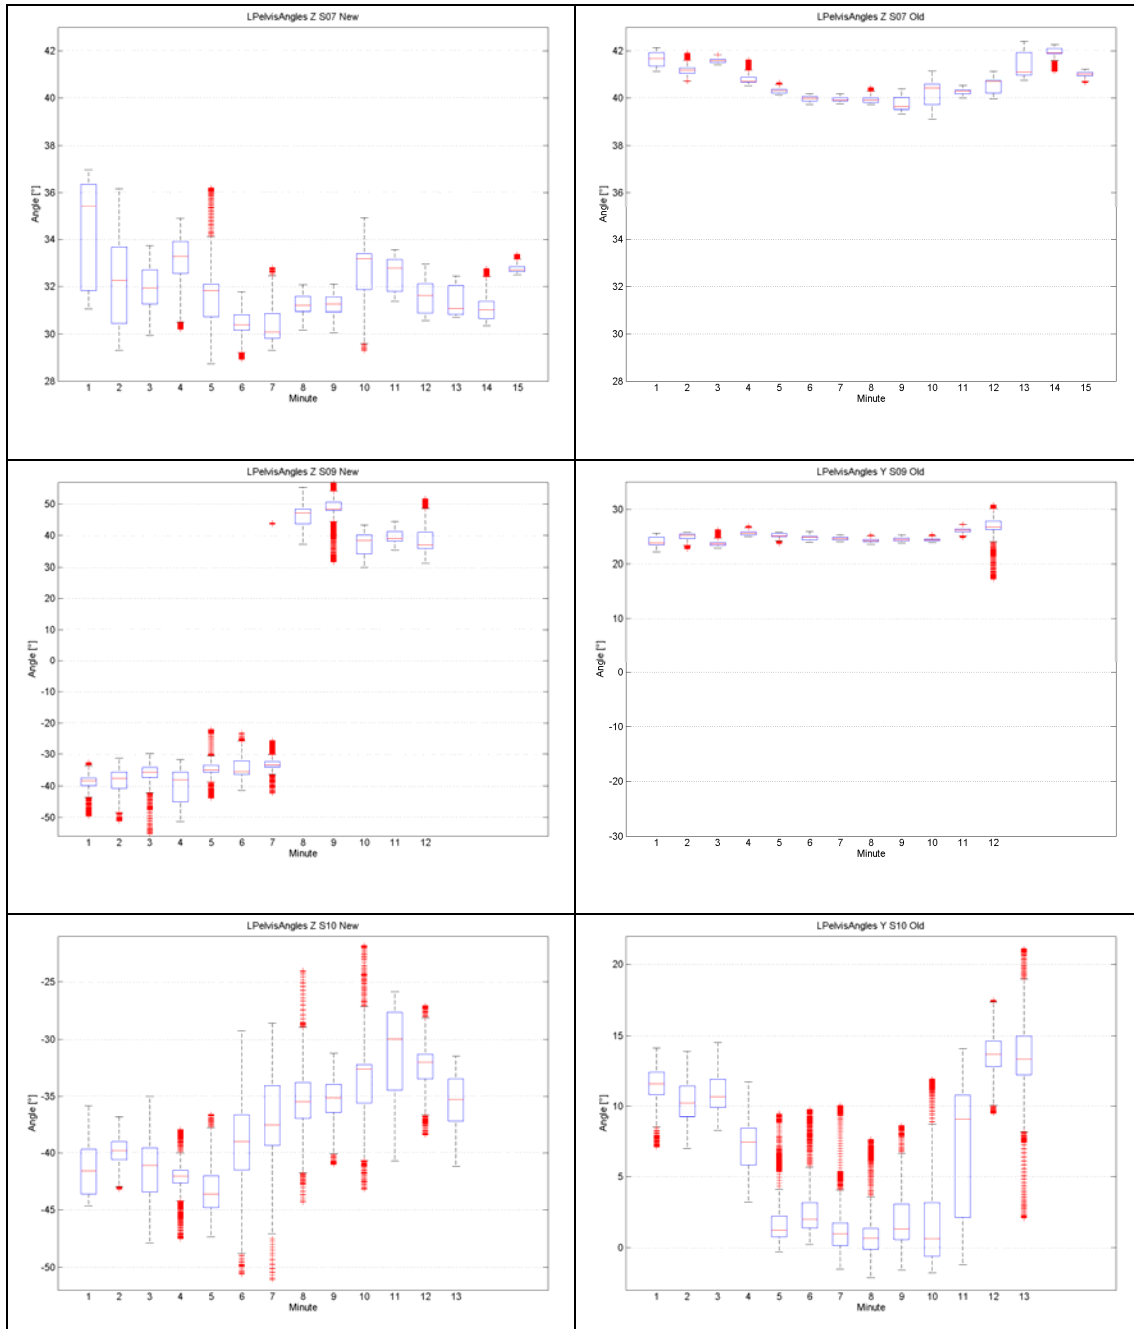 LPelvisAngles Z S07 New
42
40
38
36
34
32
30
28
Angle [°]
1 2 3 4 5 6 7 8 9 10 11 12 13 14 15
Minute
LPelvisAngles Z S07 Old
42
40
38
36
34
32
30
28
Angle [°]
1 2 3 4 5 6 7 8 9 10 11 12 13 14 15
Minute
LPelvisAngles Z S09 New
50
40
30
20
10
0
-10
-20
-30
-40
-50
Angle [°]
1 2 3 4 5 6 7 8 9 10 11 12
Minute
LPelvisAngles Y S09 Old
30
20
10
0
-10
-20
-30
Angle [°]
1 2 3 4 5 6 7 8 9 10 11 12
Minute
LPelvisAngles Z S10 New
-25
-30
-35
-40
-45
-50
Angle [°]
1 2 3 4 5 6 7 8 9 10 11 12 13
Minute
LPelvisAngles Y S10 Old
20
15
10
5
0
Angle [°]
1 2 3 4 5 6 7 8 9 10 11 12 13
Minute